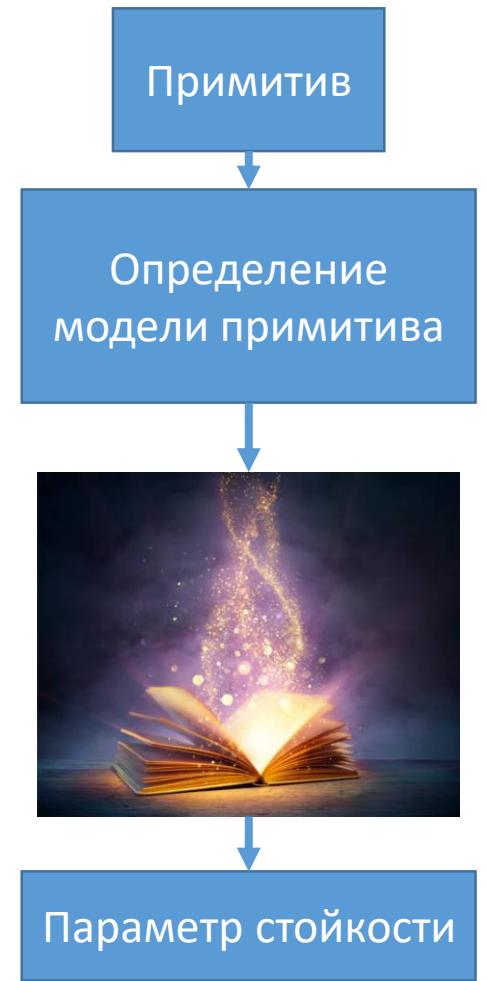 Примитив
Определение
модели примитива
Параметр стойкости